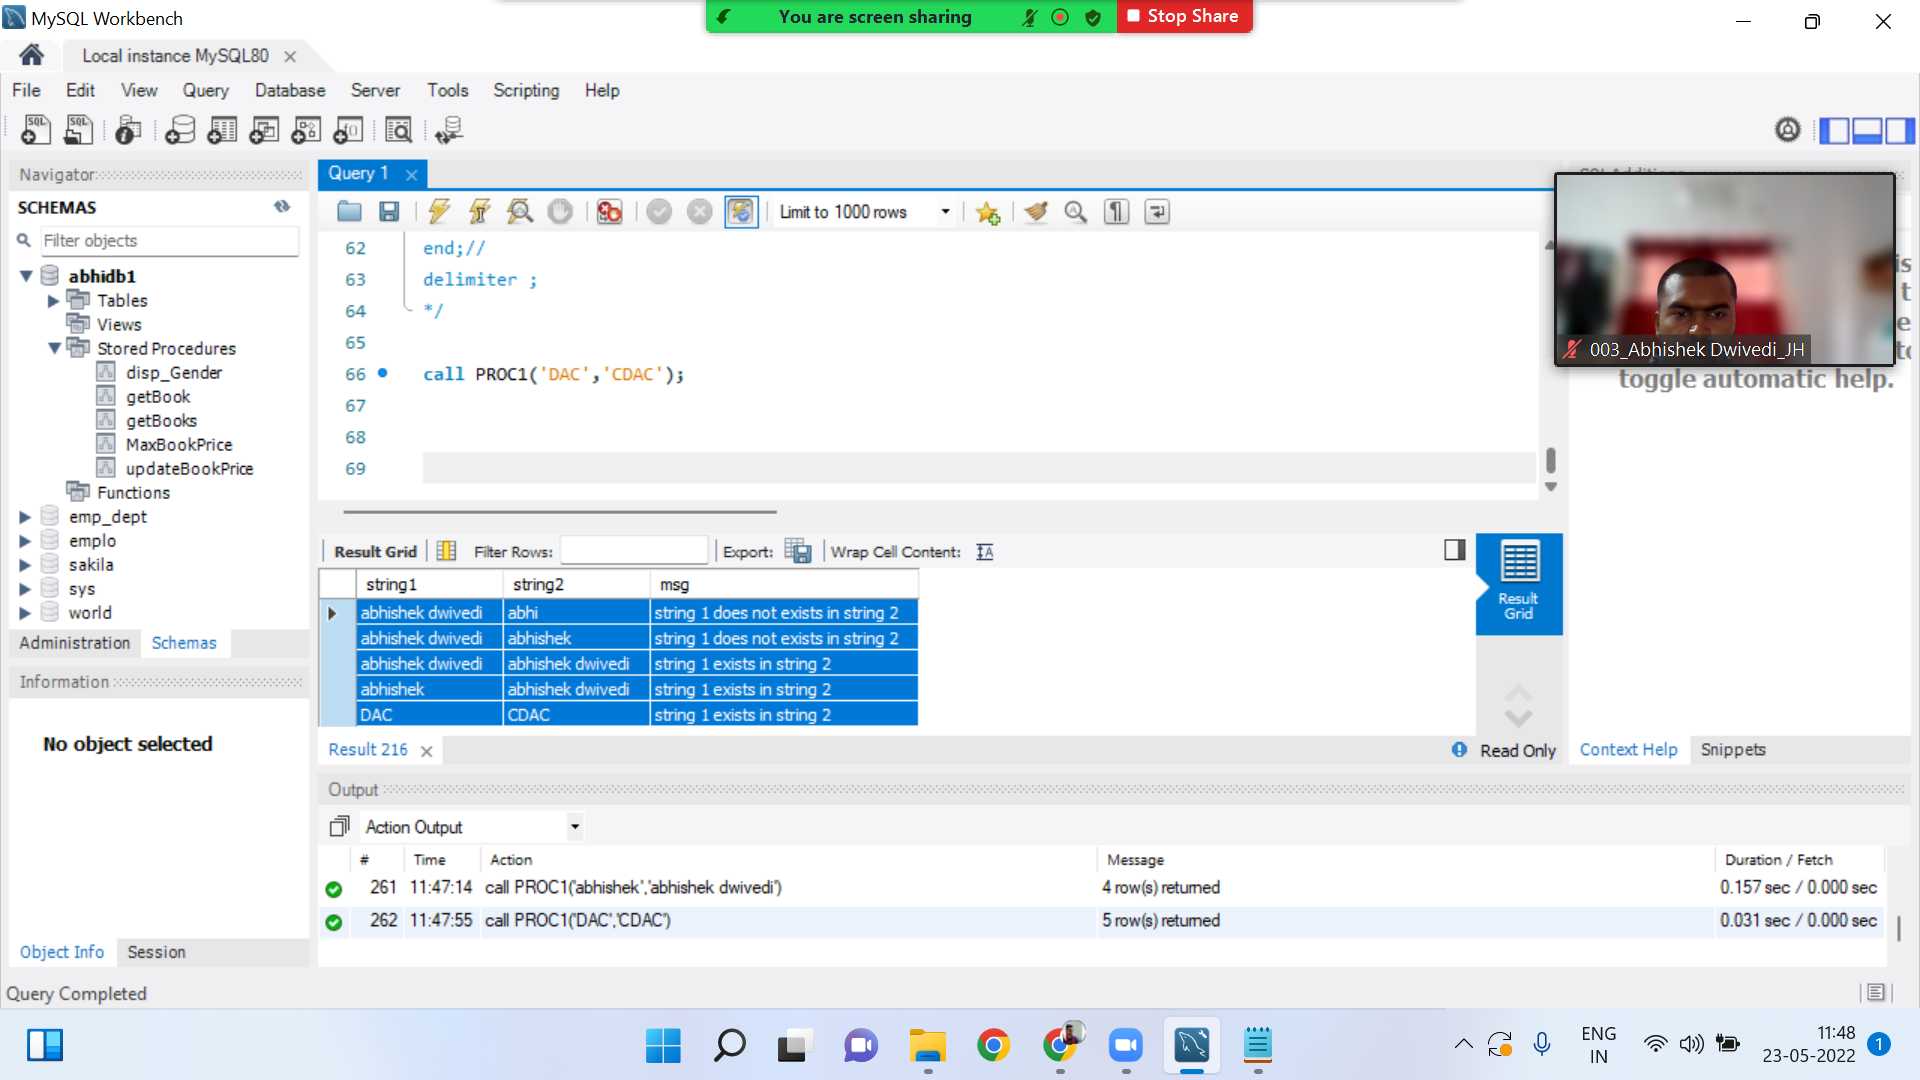 MySQL Workbench
You are screen sharing
Stop Share
Local instance MySQL80
File Edit View Query Database Server Tools Scripting Help
Navigator
SCHEMAS
Filter objects
abhidb1
Tables
Views
Stored Procedures
disp_Gender
getBook
getBooks
MaxBookPrice
updateBookPrice
Functions
emp_dept
emplo
sakila
sys
world
Administration Schemas
Information
No object selected
Object Info Session
Query Completed
Query 1
Limit to 1000 rows
62 end;//
63 delimiter ;
64 */
65
66 call PROC1('DAC','CDAC');
67
68
69
003_Abhishek Dwivedi_JH
toggle automatic help.
Result Grid Filter Rows: Export: Wrap Cell Content:
string1 string2 msg
abhishek dwivedi abhi string 1 does not exists in string 2
abhishek dwivedi abhishek string 1 does not exists in string 2
abhishek dwivedi abhishek dwivedi string 1 exists in string 2
abhishek abhishek dwivedi string 1 exists in string 2
DAC CDAC string 1 exists in string 2
Result
Grid
Result 216
Read Only
Context Help Snippets
Output
Action Output
# Time Action Message Duration / Fetch
261 11:47:14 call PROC1('abhishek','abhishek dwivedi') 4 row(s) returned 0.157 sec / 0.000 sec
262 11:47:55 call PROC1('DAC','CDAC') 5 row(s) returned 0.031 sec / 0.000 sec
ENG
IN
11:48
23-05-2022
1